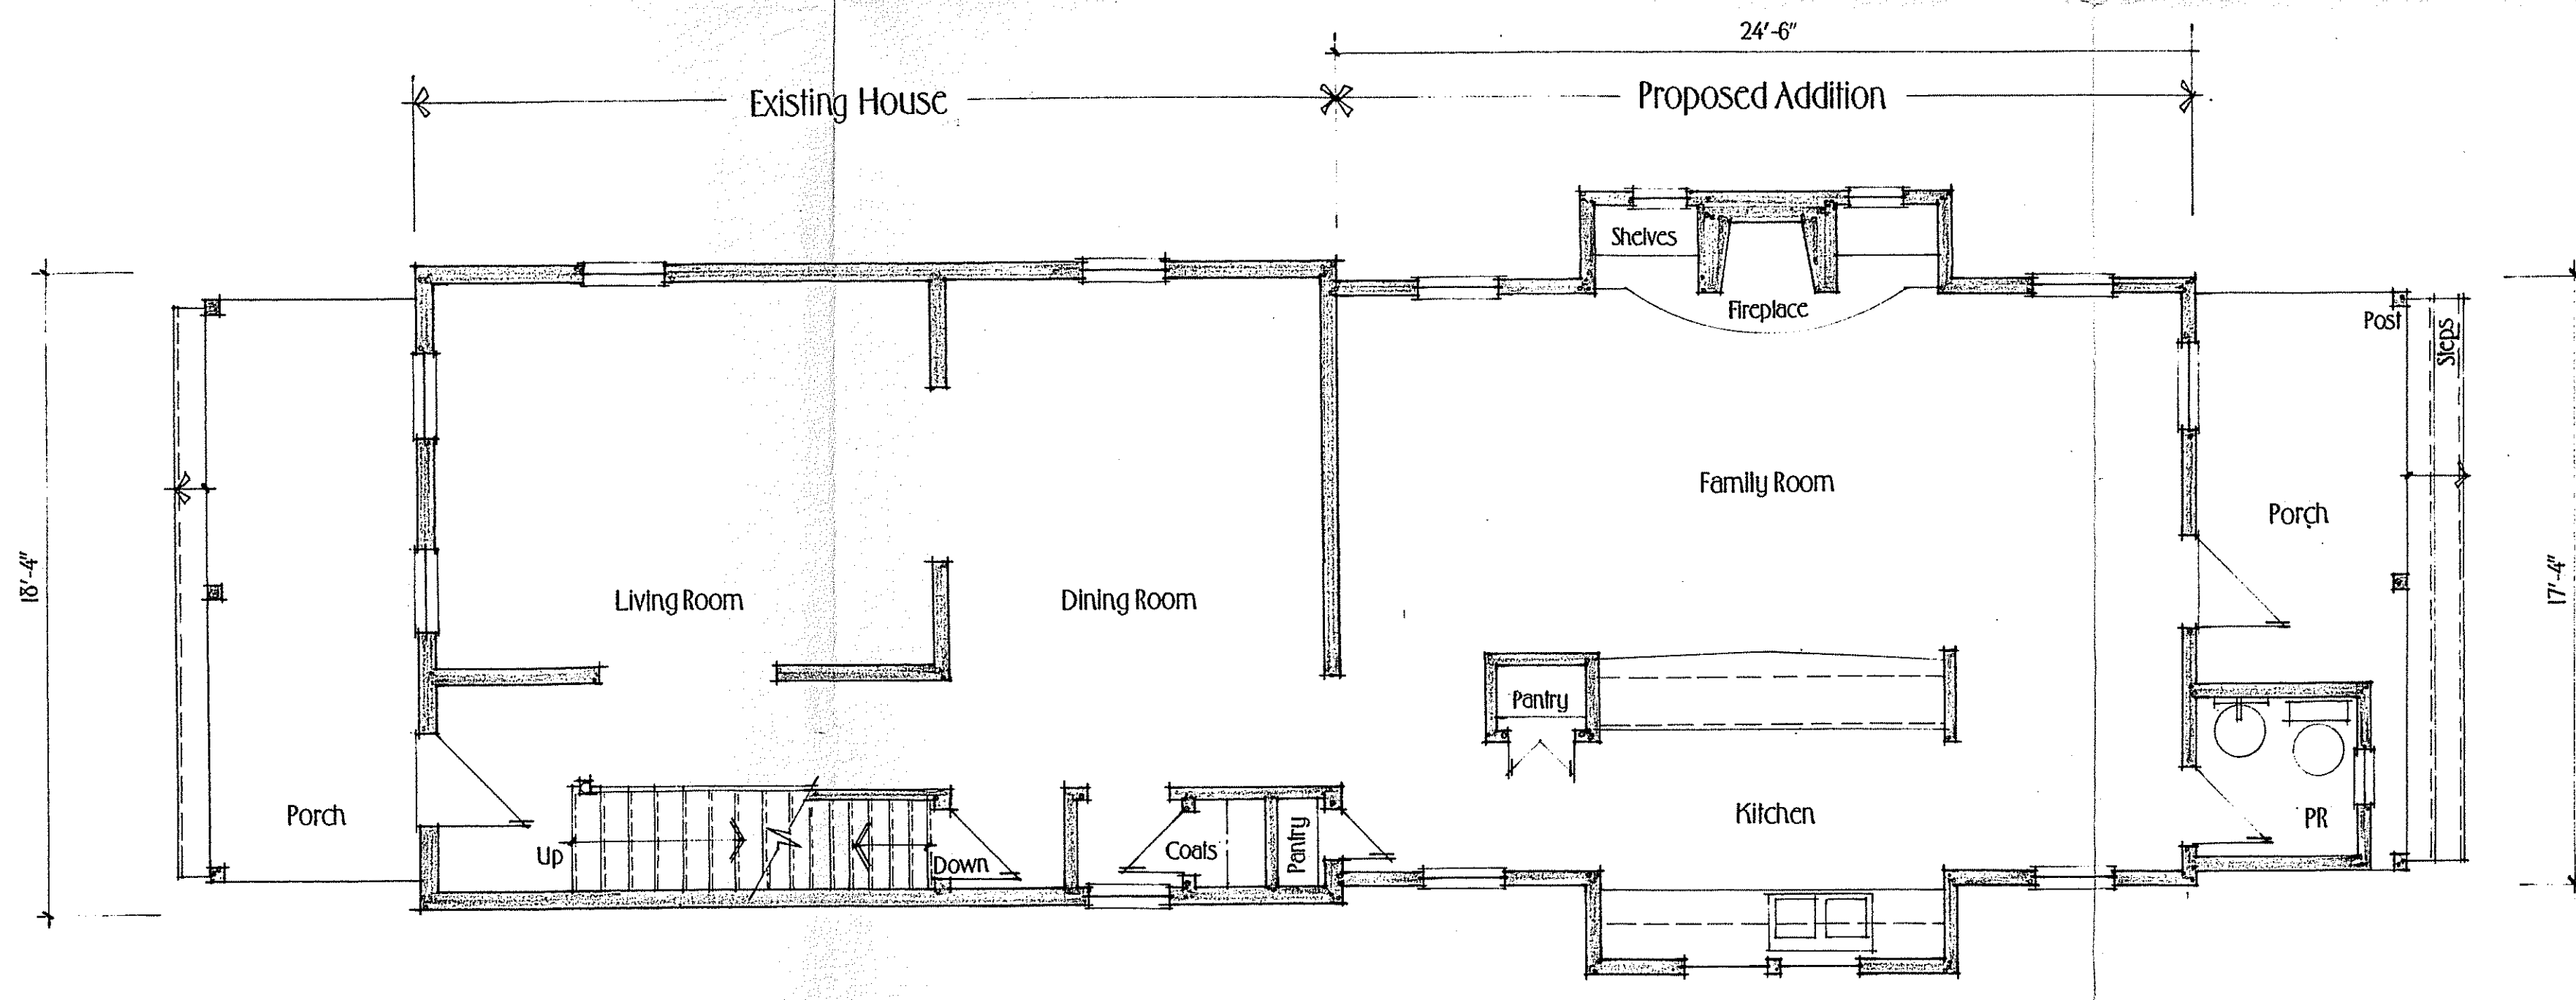 24'-6"
Existing House
Proposed Addition
Shelves
Fireplace
Post
Steps
Family Room
Porch
18'-4"
17'-4"
Living Room
Dining Room
Pantry
Porch
Kitchen
PR
Up
Down
Coats
Pantry